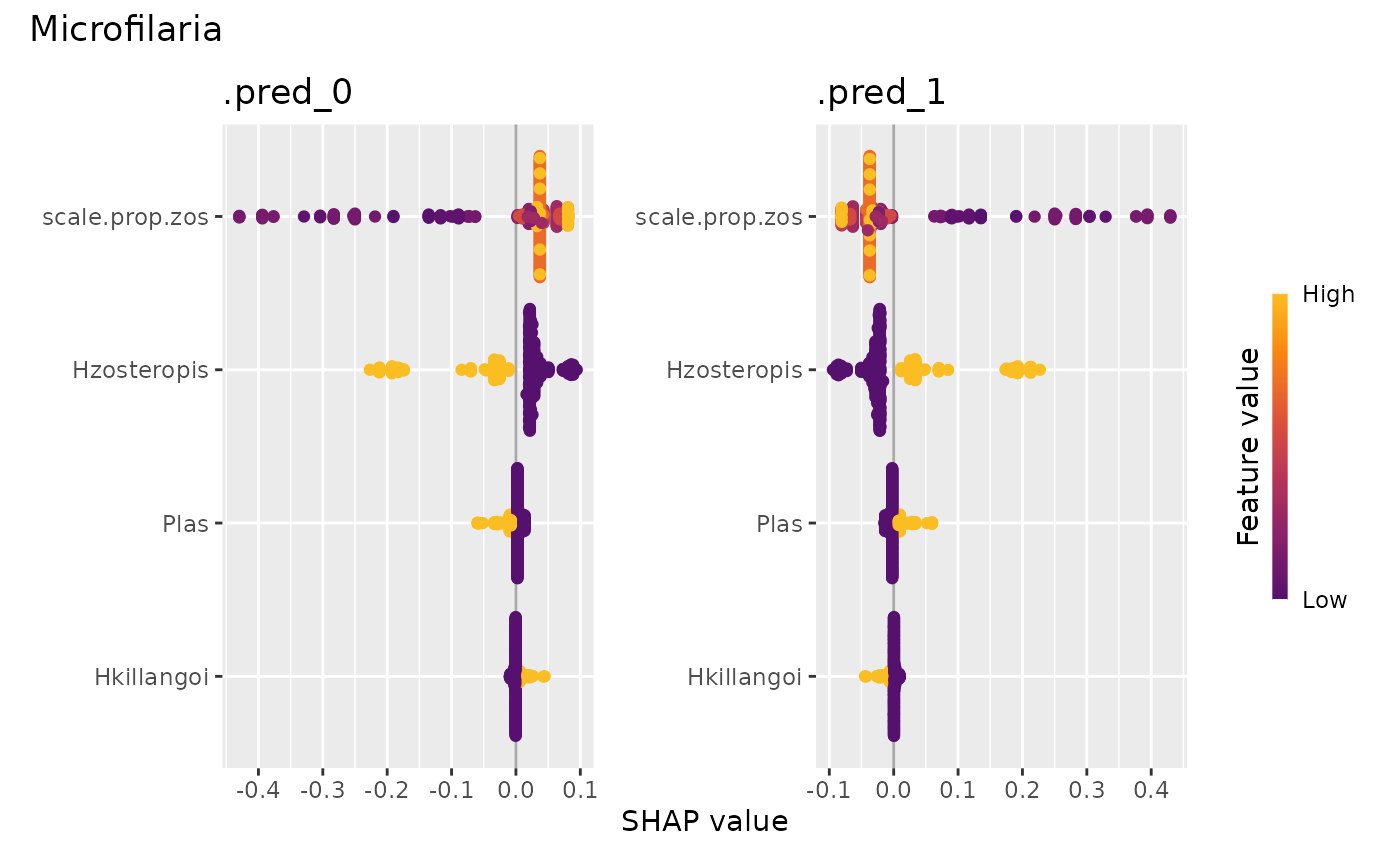 Microfilaria
.pred_0
.pred_1
scale.prop.zos
Hzosteropis
Plas
Hkillangoi
-0.4 -0.3 -0.2 -0.1 0.0 0.1
scale.prop.zos
Hzosteropis
Plas
Hkillangoi
-0.1 0.0 0.1 0.2 0.3 0.4
SHAP value
Feature value
High
Low